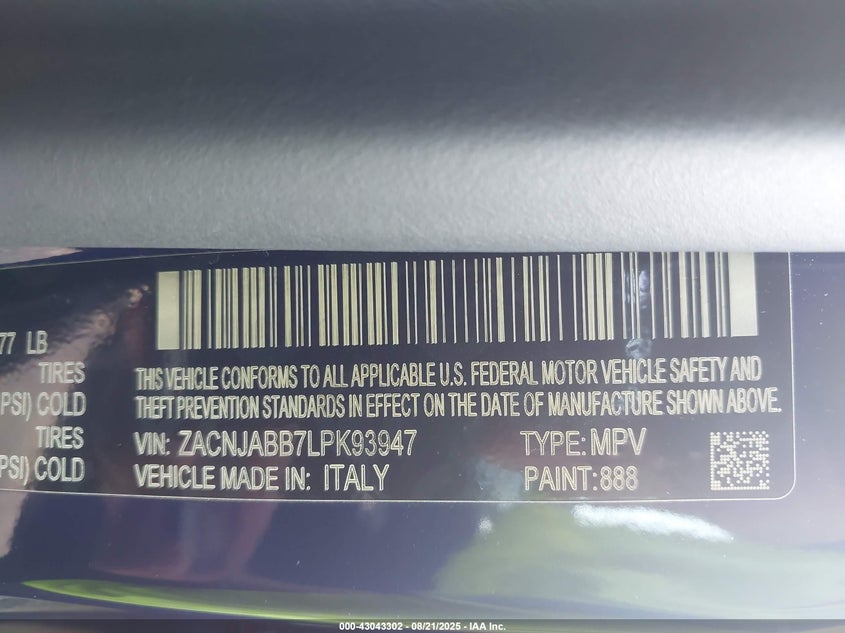 77 LB
TIRES
PSI) COLD
TIRES
PSI) COLD
THIS VEHICLE CONFORMS TO ALL APPLICABLE U.S. FEDERAL MOTOR VEHICLE SAFETY AND
THEFT PREVENTION STANDARDS IN EFFECT ON THE DATE OF MANUFACTURE SHOWN ABOVE.
VIN: ZACNJABB7LPK93947 TYPE: MPV
VEHICLE MADE IN: ITALY PAINT: 888
000-43043302 - 08/21/2025 - IAA Inc.